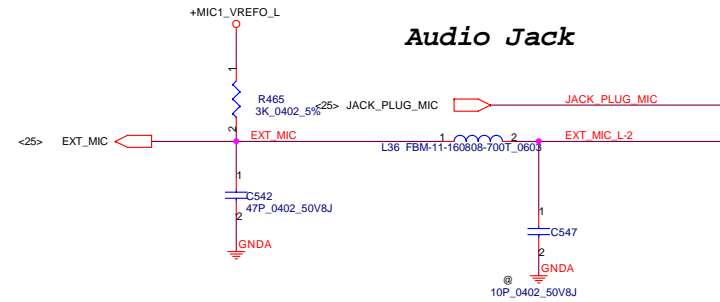 +MIC1_VREFO_L
Audio Jack
1
R465
3K_0402_5%
2
<25> JACK_PLUG_MIC
JACK_PLUG_MIC
<25> EXT_MIC
EXT_MIC
1
2
L36 FBM-11-160808-700T_0603
EXT_MIC_L-2
1
C542
47P_0402_50V8J
2
GNDA
1
C547
2
GNDA
@
10P_0402_50V8J